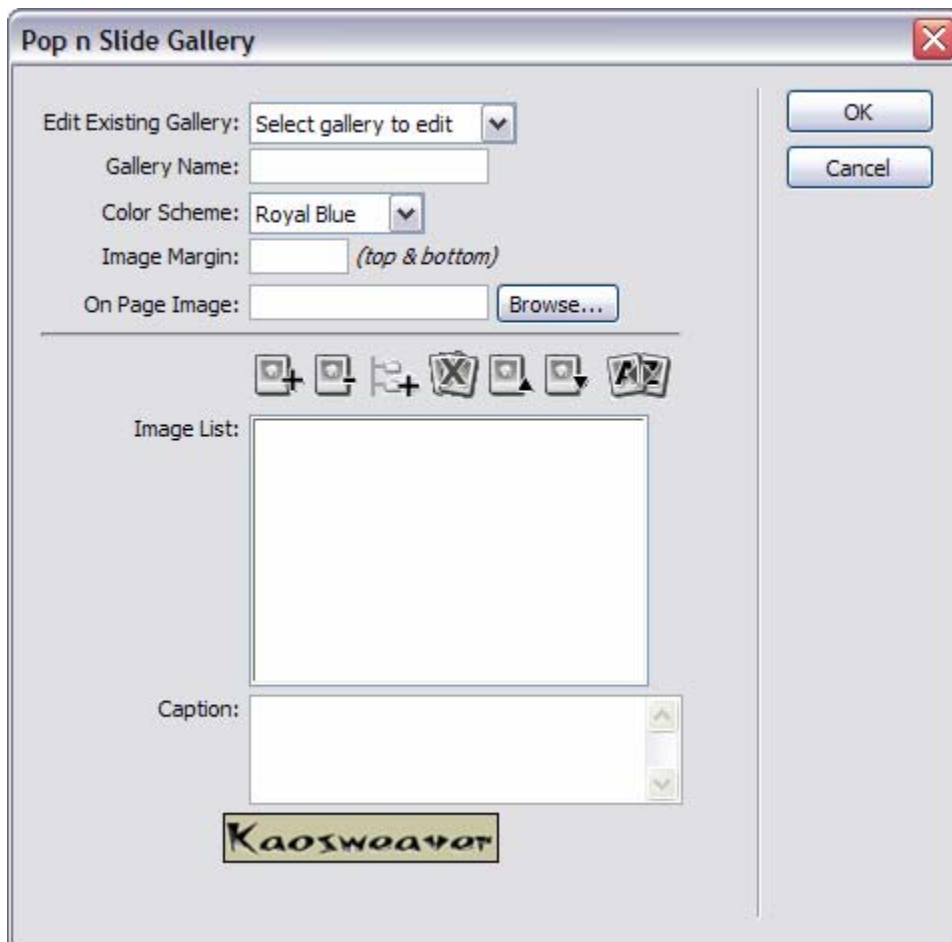 Pop n Slide Gallery
Edit Existing Gallery: Select gallery to edit
OK
Gallery Name:
Cancel
Color Scheme: Royal Blue
Image Margin: (top & bottom)
On Page Image: Browse...
X AZ
Image List:
Caption:
Kaosweaver